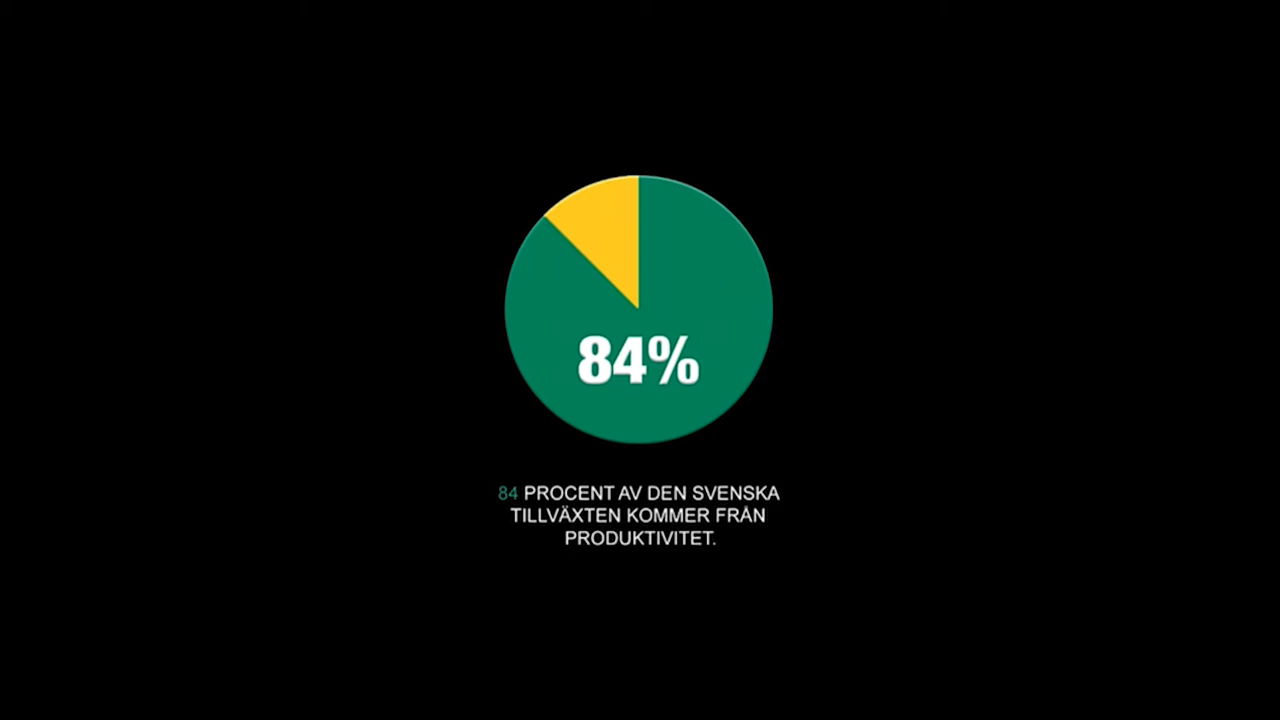 84%
84 PROCENT AV DEN SVENSKA
TILLVÄXTEN KOMMER FRÅN
PRODUKTIVITET.